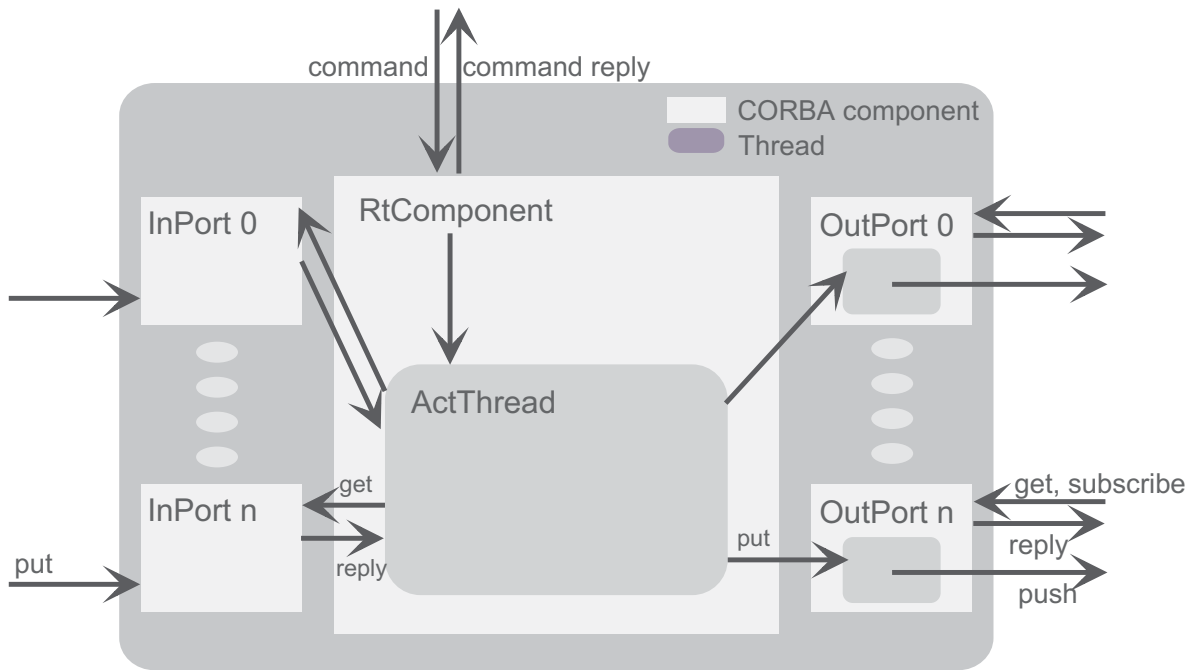 command
command reply
CORBA component
Thread
InPort 0
RtComponent
OutPort 0
ActThread
get
InPort n
reply
put
put
get, subscribe
OutPort n
reply
push